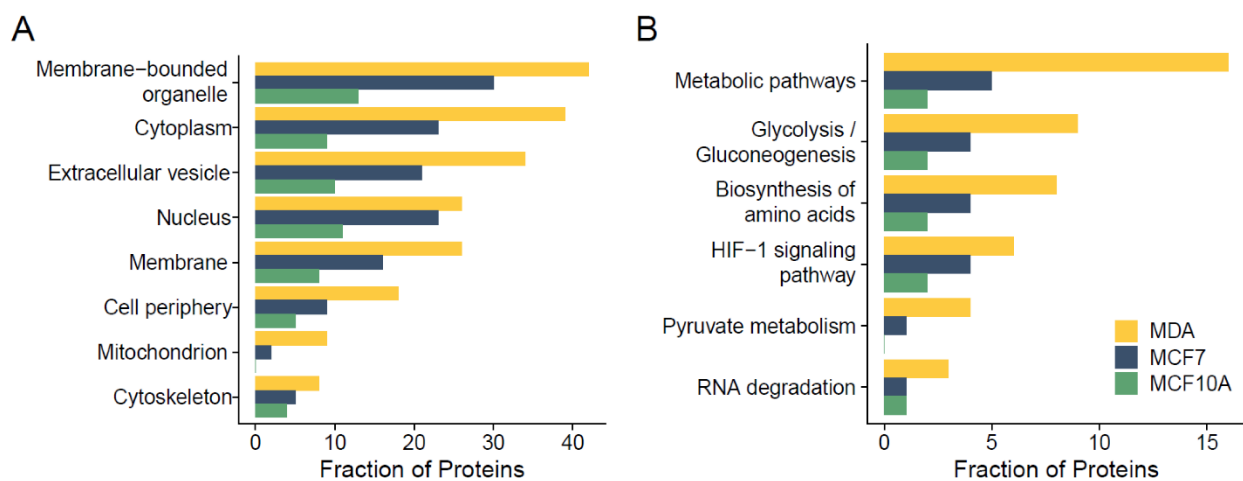 A
Membrane−bounded
organelle
Cytoplasm
Extracellular vesicle
Nucleus
Membrane
Cell periphery
Mitochondrion
Cytoskeleton
0 10 20 30 40
Fraction of Proteins
B
Metabolic pathways
Glycolysis /
Gluconeogenesis
Biosynthesis of
amino acids
HIF−1 signaling
pathway
Pyruvate metabolism
RNA degradation
0 5 10 15
Fraction of Proteins
MDA
MCF7
MCF10A